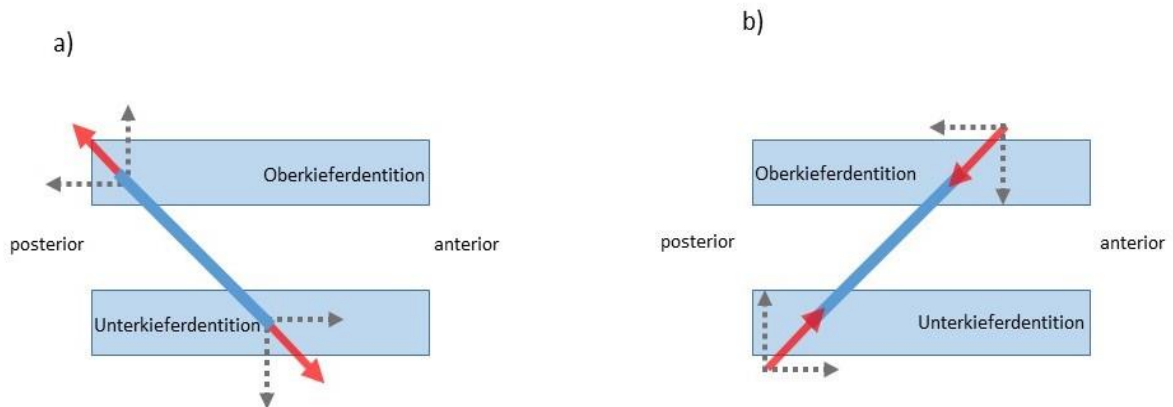 a)
Oberkieferdentition
posterior
anterior
Unterkieferdentition
b)
Oberkieferdentition
posterior
anterior
Unterkieferdentition